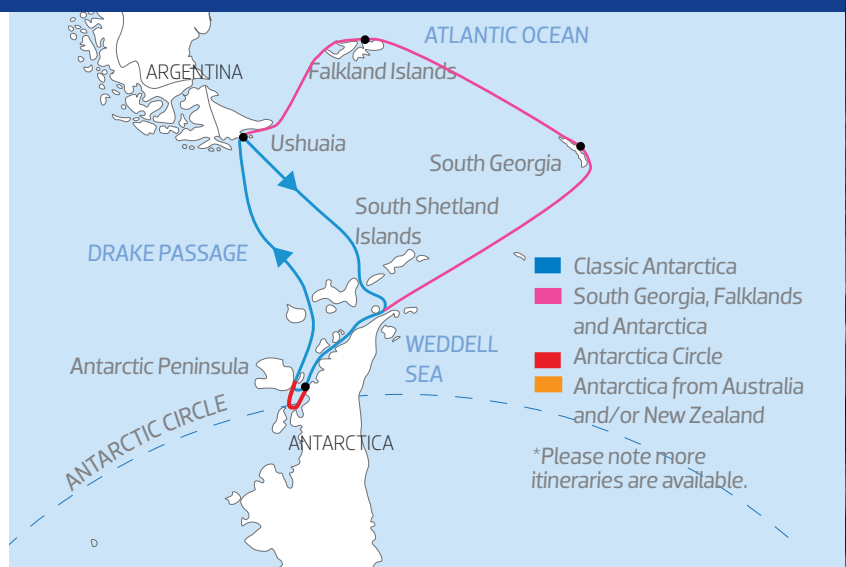 ATLANTIC OCEAN
ARGENTINA
Falkland Islands
Ushuaia
South Georgia
South Shetland
Islands
DRAKE PASSAGE
Classic Antarctica
South Georgia, Falklands
and Antarctica
WEDDELL
SEA
Antarctic Peninsula
Antarctica Circle
Antarctica from Australia
and/or New Zealand
ANTARCTIC CIRCLE
ANTARCTICA
*Please note more
itineraries are available.